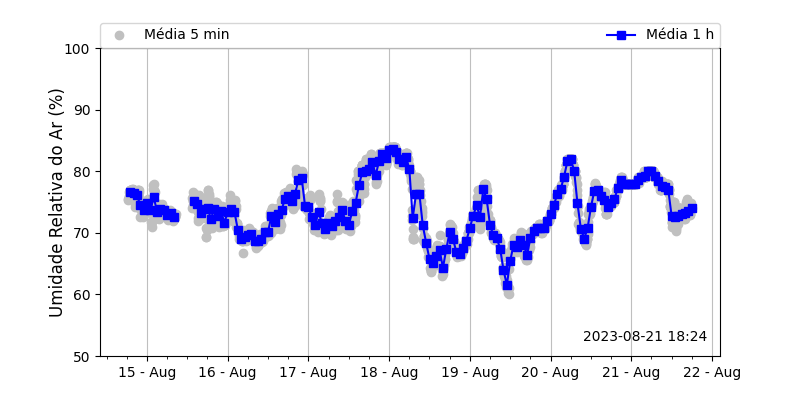 Média 5 min
Média 1 h
Umidade Relativa do Ar (%)
100
90
80
70
60
50
2023-08-21 18:24
15 - Aug
16 - Aug
17 - Aug
18 - Aug
19 - Aug
20 - Aug
21 - Aug
22 - Aug